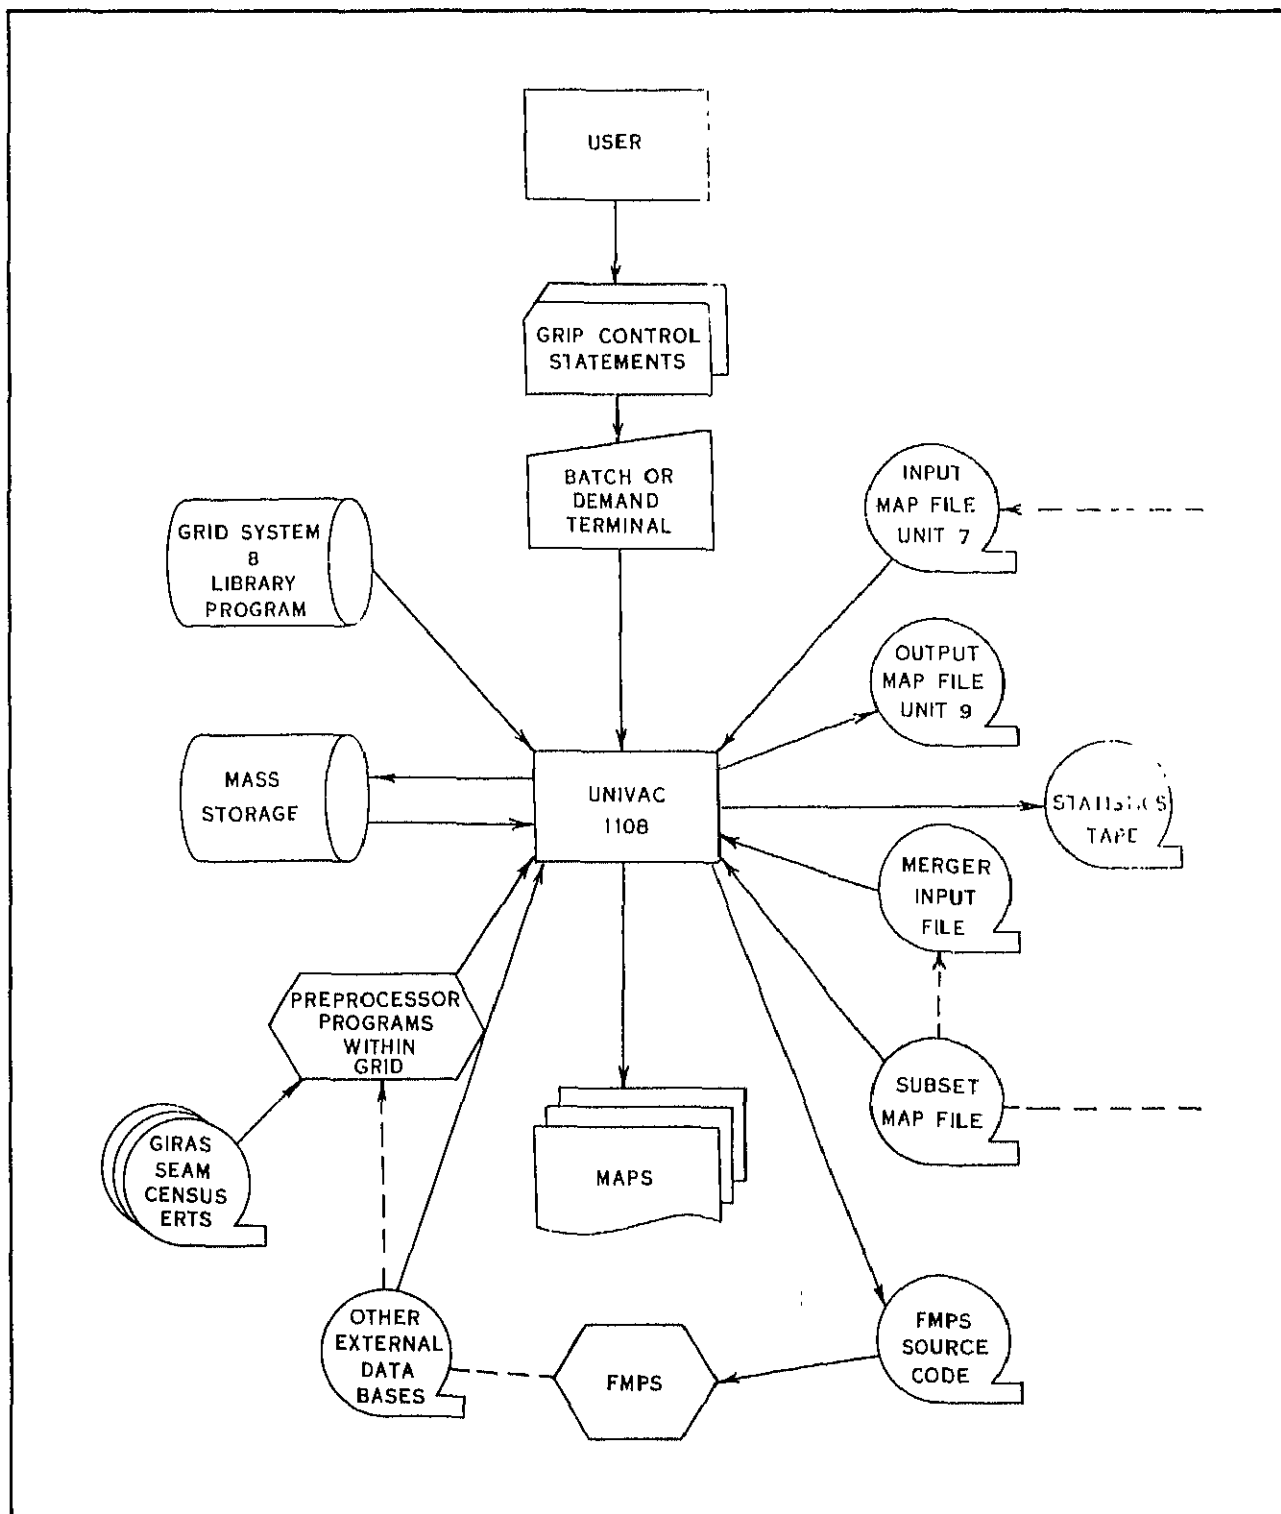 USER
GRIP CONTROL
STATEMENTS
BATCH OR
DEMAND
TERMINAL
INPUT
MAP FILE
UNIT 7
GRID SYSTEM
8
LIBRARY
PROGRAM
OUTPUT
MAP FILE
UNIT 9
MASS
STORAGE
UNIVAC
1108
STATISTICS
TAPE
MERGER
INPUT
FILE
PREPROCESSOR
PROGRAMS
WITHIN
GRID
SUBSET
MAP FILE
GIRAS
SEAM
CENSUS
ERTS
MAPS
OTHER
EXTERNAL
DATA
BASES
FMPS
FMPS
SOURCE
CODE